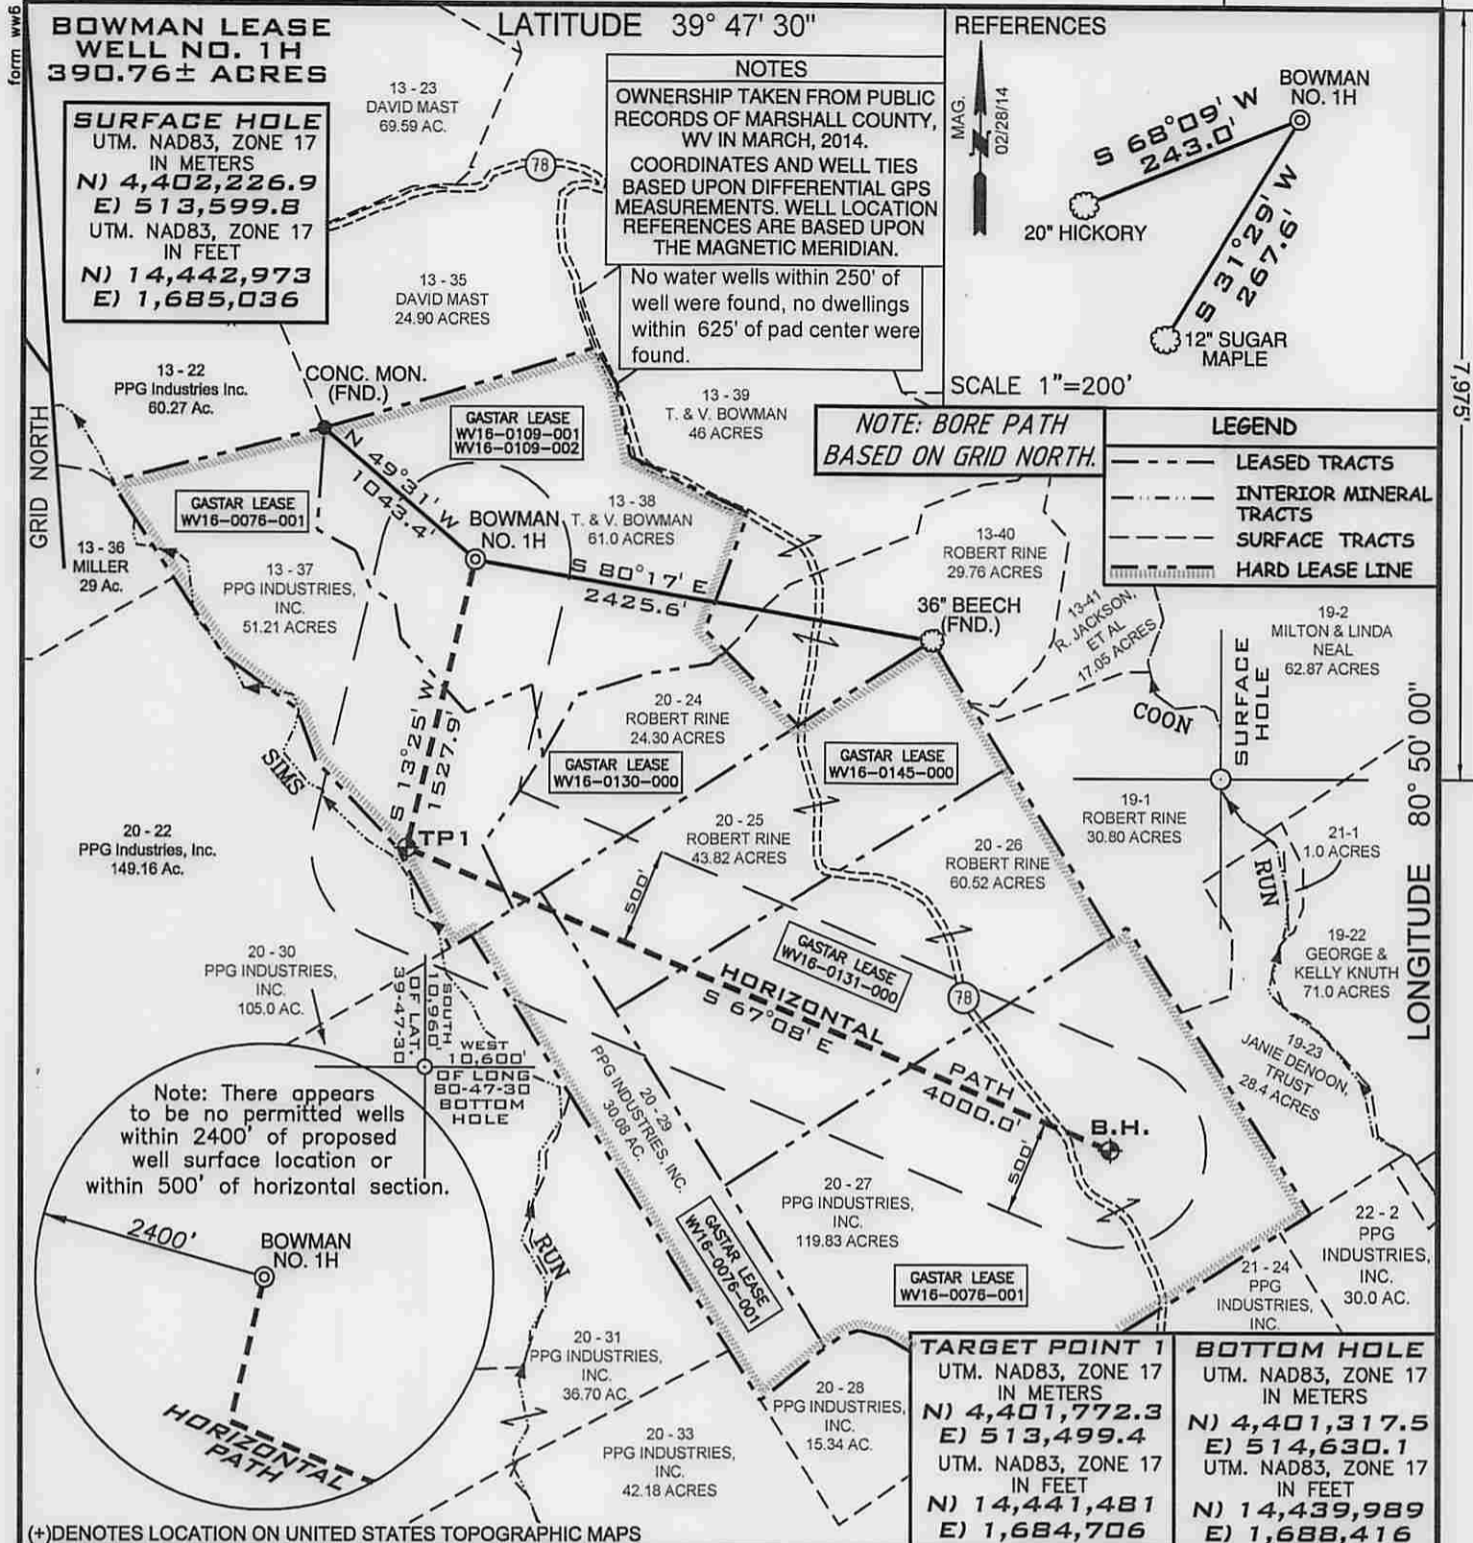 form ww6
BOWMAN LEASE
WELL NO. 1H
390.76± ACRES
LATITUDE 39° 47' 30"
SURFACE HOLE
UTM. NAD83, ZONE 17
IN METERS
N) 4,402,226.9
E) 513,599.8
UTM. NAD83, ZONE 17
IN FEET
N) 14,442,973
E) 1,685,036
13 - 23
DAVID MAST
69.59 AC.
78
NOTES
OWNERSHIP TAKEN FROM PUBLIC
RECORDS OF MARSHALL COUNTY,
WV IN MARCH, 2014.
COORDINATES AND WELL TIES
BASED UPON DIFFERENTIAL GPS
MEASUREMENTS. WELL LOCATION
REFERENCES ARE BASED UPON
THE MAGNETIC MERIDIAN.
No water wells within 250' of
well were found, no dwellings
within 625' of pad center were
found.
REFERENCES
MAG.
02/28/14
BOWMAN
NO. 1H
S 68°09' W
243.0'
20" HICKORY
S 31°29' W
267.6'
12" SUGAR
MAPLE
SCALE 1"=200'
7,975'
13 - 35
DAVID MAST
24.90 ACRES
13 - 22
PPG Industries Inc.
60.27 Ac.
CONC. MON.
(FND.)
GASTAR LEASE
WV16-0109-001
WV16-0109-002
13 - 39
T. & V. BOWMAN
46 ACRES
NOTE: BORE PATH
BASED ON GRID NORTH.
LEGEND
LEASED TRACTS
INTERIOR MINERAL
TRACTS
SURFACE TRACTS
HARD LEASE LINE
GRID NORTH
GASTAR LEASE
WV16-0076-001
N 49°31' W
1043.4'
BOWMAN
NO. 1H
13 - 38
T. & V. BOWMAN
61.0 ACRES
13-40
ROBERT RINE
29.76 ACRES
13 - 36
MILLER
29 Ac.
13 - 37
PPG INDUSTRIES,
INC.
51.21 ACRES
S 80°17' E
2425.6'
36" BEECH
(FND.)
13-41
R. JACKSON,
ET AL
17.05 ACRES
19-2
MILTON & LINDA
NEAL
62.87 ACRES
SURFACE
HOLE
COON
S 13°25' W
1527.9'
20 - 24
ROBERT RINE
24.30 ACRES
GASTAR LEASE
WV16-0130-000
GASTAR LEASE
WV16-0145-000
SIMS
LONGITUDE 80° 50' 00"
20 - 22
PPG Industries, Inc.
149.16 Ac.
TP1
20 - 25
ROBERT RINE
43.82 ACRES
20 - 26
ROBERT RINE
60.52 ACRES
19-1
ROBERT RINE
30.80 ACRES
21-1
1.0 ACRES
RUN
500'
20 - 30
PPG INDUSTRIES,
INC.
105.0 AC.
GASTAR LEASE
WV16-0131-000
19-22
GEORGE &
KELLY KNUTH
71.0 ACRES
78
HORIZONTAL
PATH
S 67°08' E
4000.0'
SOUTH
10,960'
OF LAT.
39-47-30
WEST
10,600'
OF LONG
80-47-30
BOTTOM
HOLE
20 - 29
PPG INDUSTRIES, INC.
30.08 AC.
19-23
JANIE DENOON,
TRUST
28.4 ACRES
B.H.
500'
Note: There appears
to be no permitted wells
within 2400' of proposed
well surface location or
within 500' of horizontal section.
2400'
BOWMAN
NO. 1H
HORIZONTAL
PATH
RUN
20 - 27
PPG INDUSTRIES,
INC.
119.83 ACRES
GASTAR LEASE
WV16-0076-001
GASTAR LEASE
WV16-0076-001
22 - 2
PPG
INDUSTRIES,
INC.
30.0 AC.
21 - 24
PPG
INDUSTRIES,
INC.
20 - 31
PPG INDUSTRIES,
INC.
36.70 AC.
20 - 28
PPG INDUSTRIES,
INC.
15.34 AC.
20 - 33
PPG INDUSTRIES,
INC.
42.18 ACRES
TARGET POINT 1
UTM. NAD83, ZONE 17
IN METERS
N) 4,401,772.3
E) 513,499.4
UTM. NAD83, ZONE 17
IN FEET
N) 14,441,481
E) 1,684,706
BOTTOM HOLE
UTM. NAD83, ZONE 17
IN METERS
N) 4,401,317.5
E) 514,630.1
UTM. NAD83, ZONE 17
IN FEET
N) 14,439,989
E) 1,688,416
(+)DENOTES LOCATION ON UNITED STATES TOPOGRAPHIC MAPS